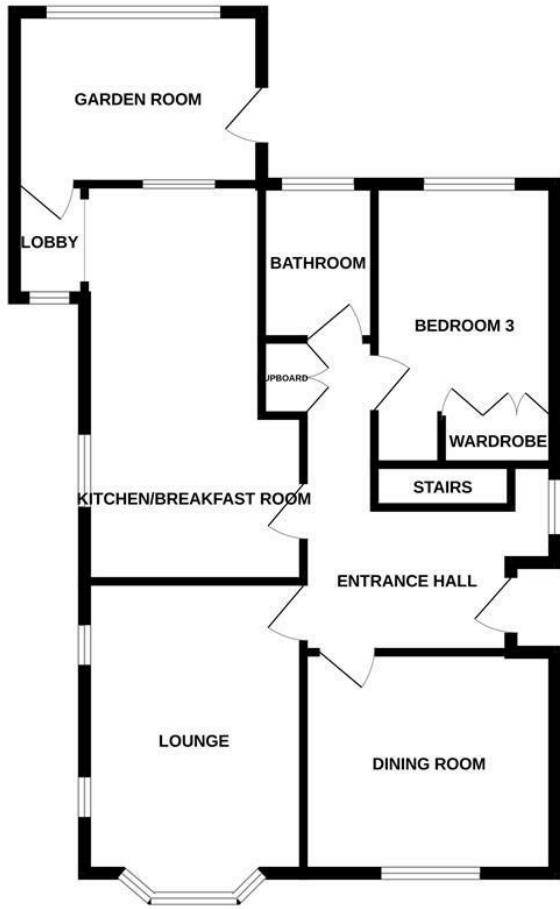 GARDEN ROOM
LOBBY
BATHROOM
BEDROOM 3
UPBOARD
WARDROBE
STAIRS
KITCHEN/BREAKFAST ROOM
ENTRANCE HALL
LOUNGE
DINING ROOM